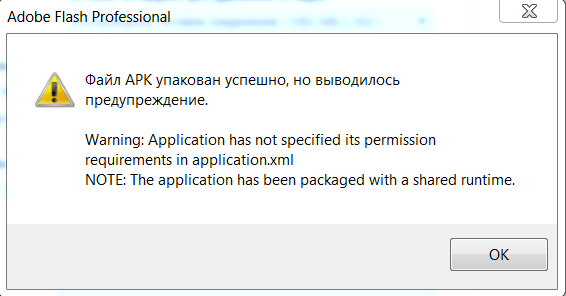 Adobe Flash Professional
Файл APK упакован успешно, но выводилось
предупреждение.
Warning: Application has not specified its permission
requirements in application.xml
NOTE: The application has been packaged with a shared runtime.
OK